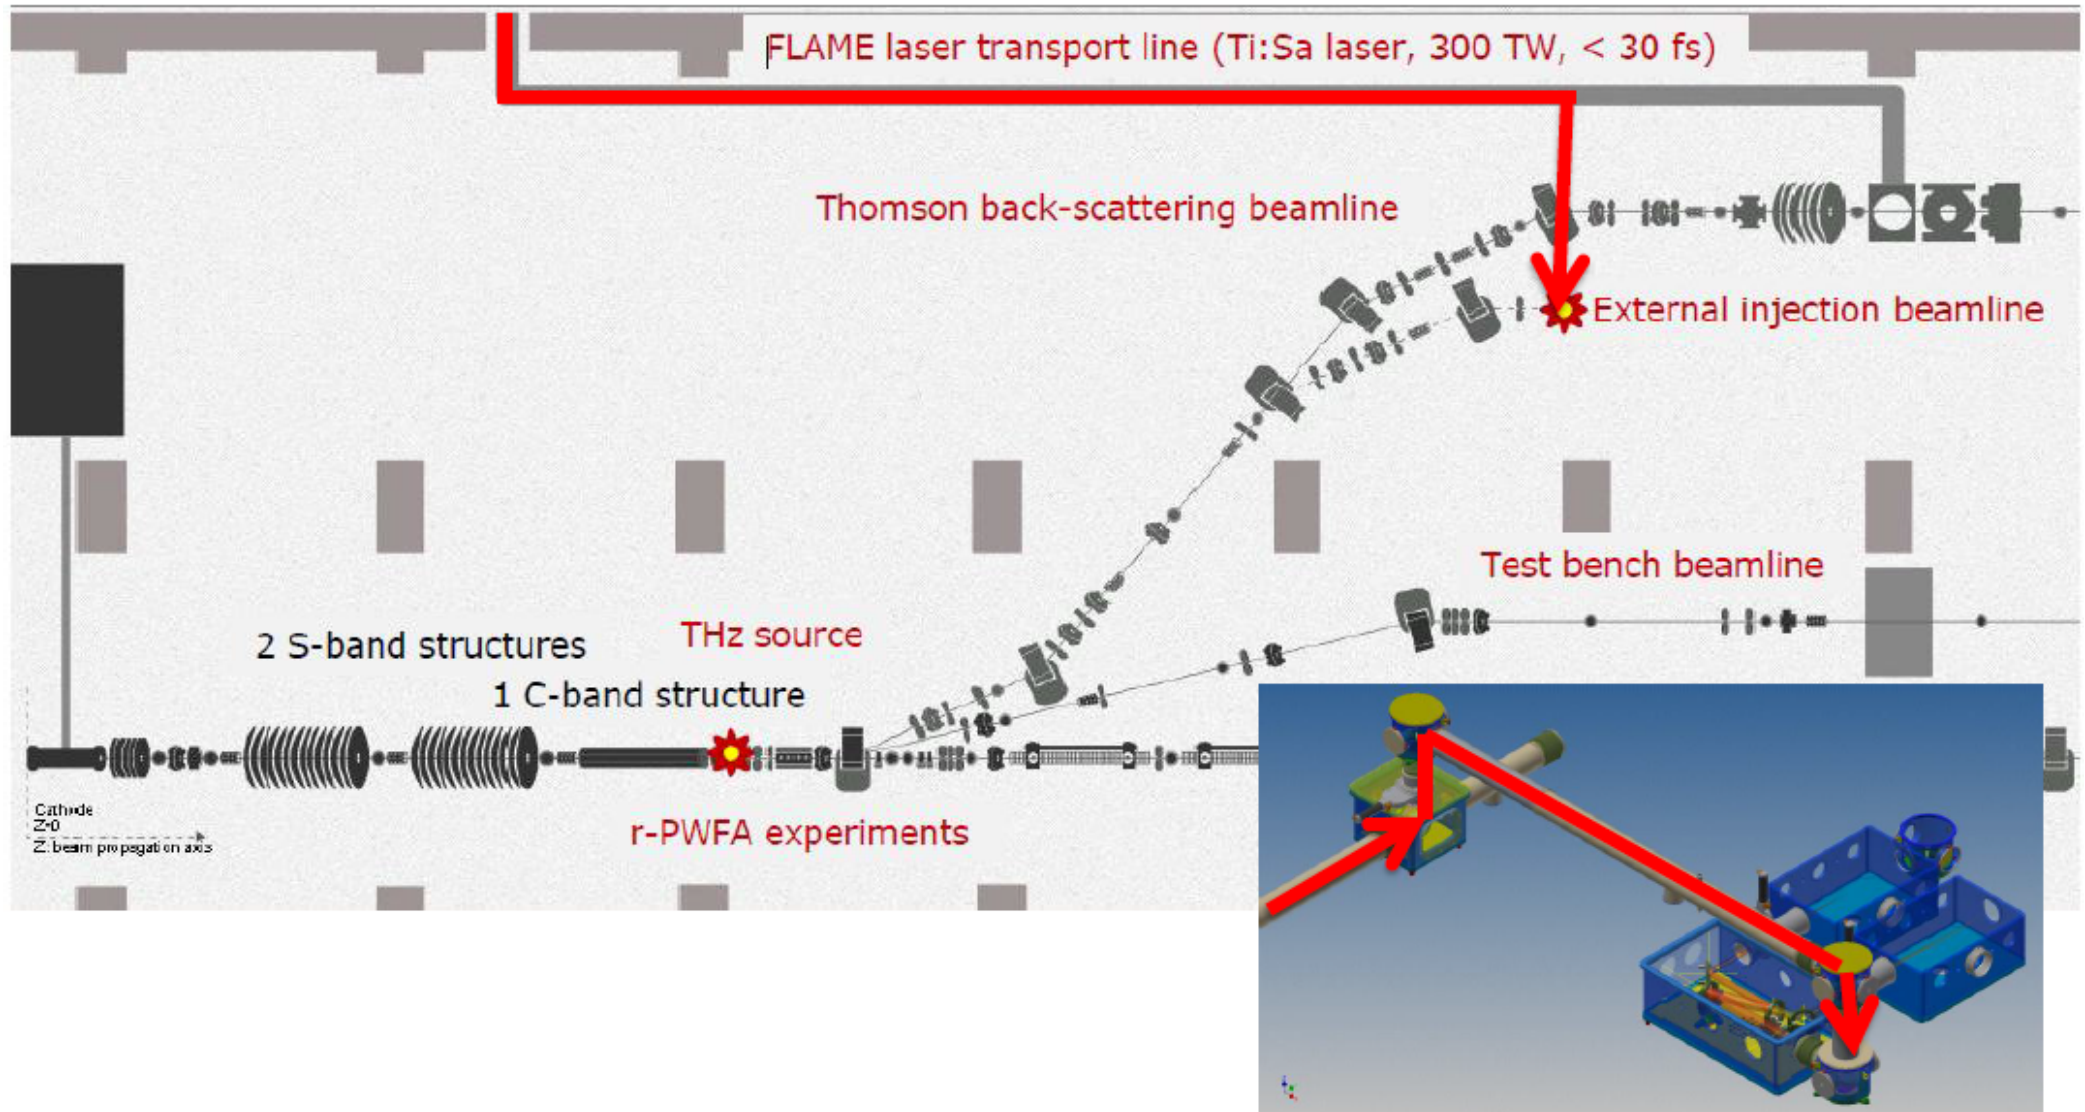 FLAME laser transport line (Ti:Sa laser, 300 TW, < 30 fs)
Thomson back-scattering beamline
External injection beamline
Test bench beamline
2 S-band structures
THz source
1 C-band structure
Cathode
Z=0
Z: beam propagation axis
r-PWFA experiments